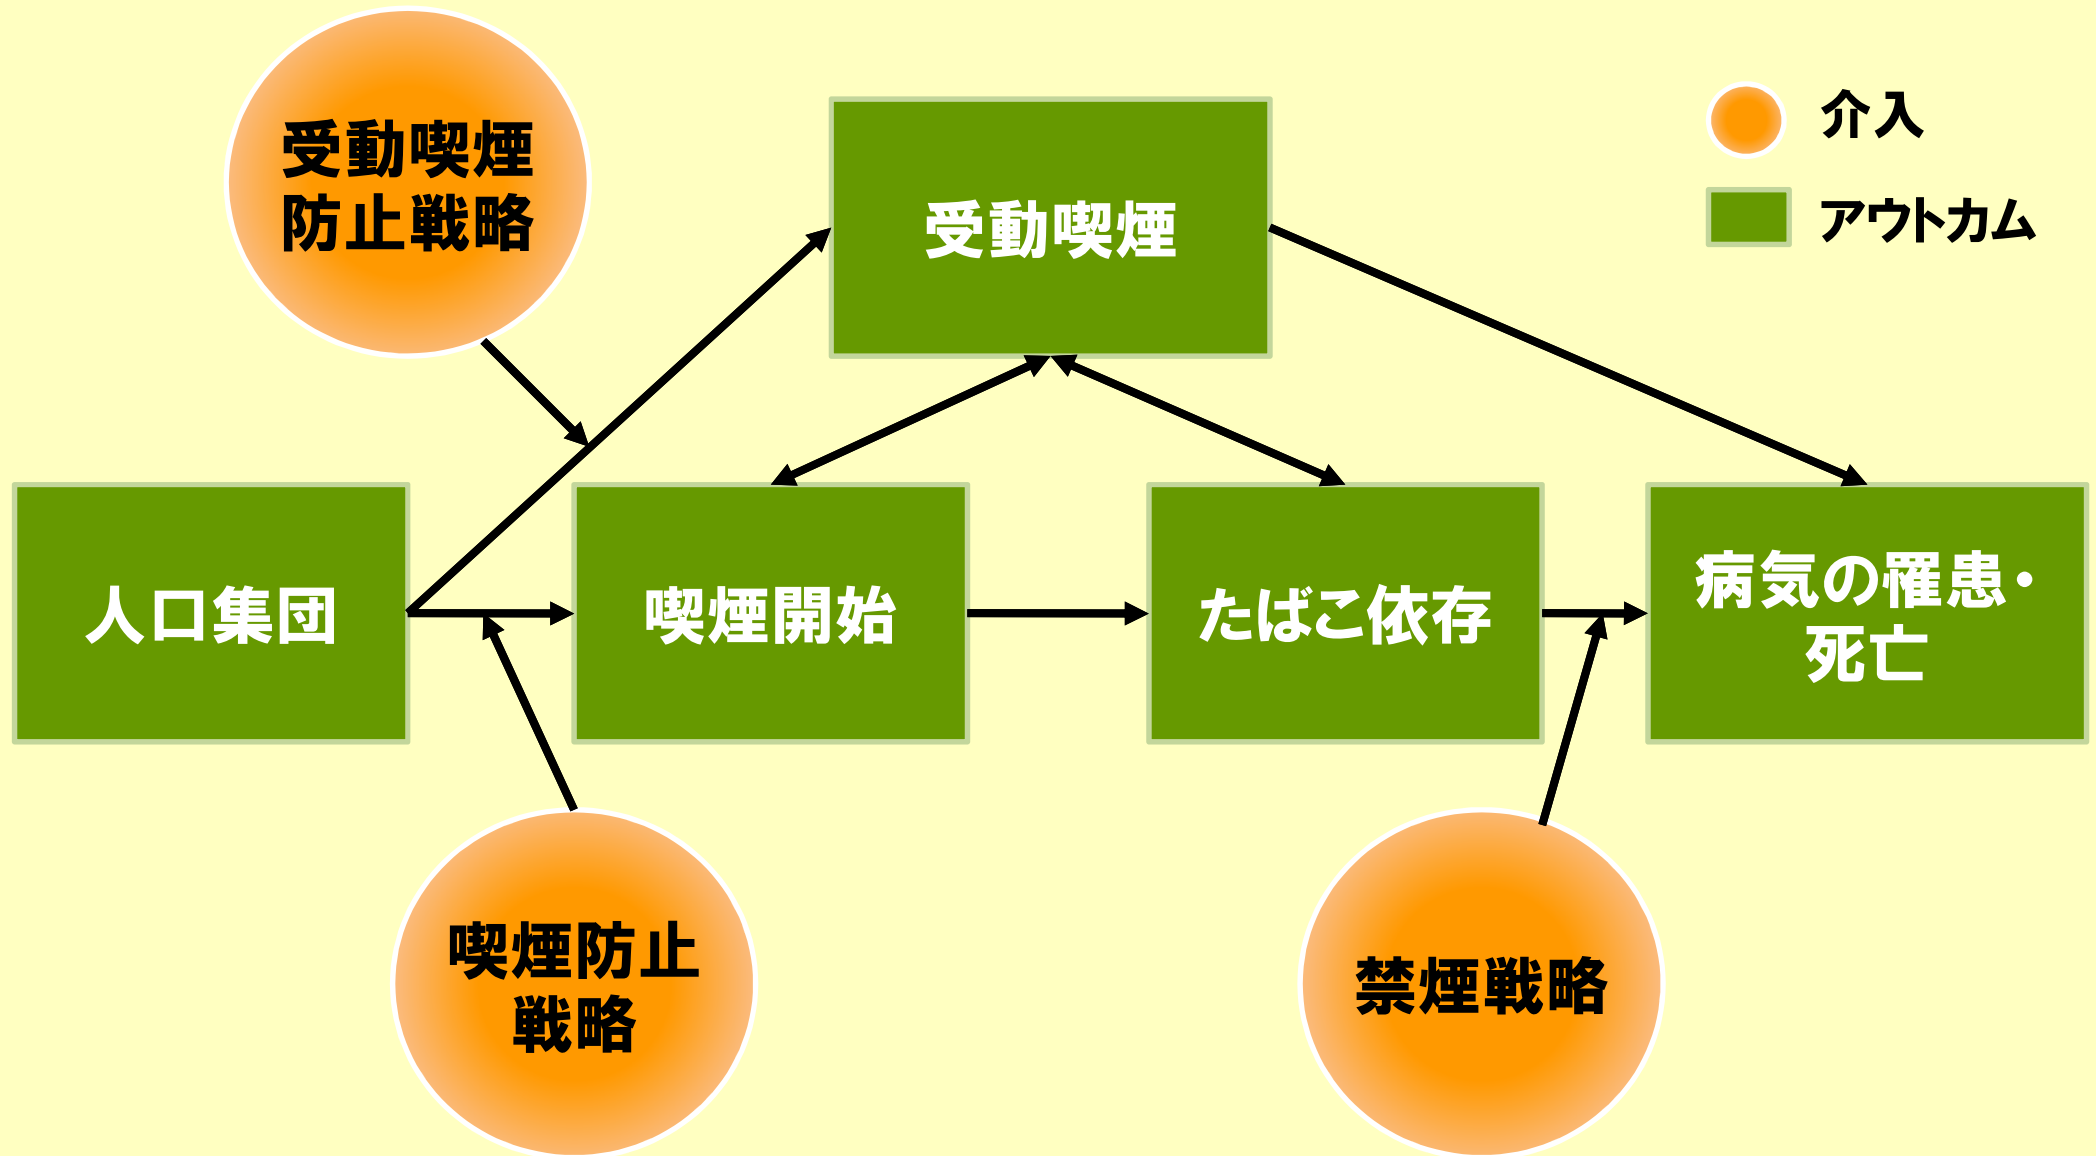 受動喫煙
防止戦略
受動喫煙
介入
アウトカム
人口集団
喫煙開始
たばこ依存
病気の罹患・
死亡
喫煙防止
戦略
禁煙戦略